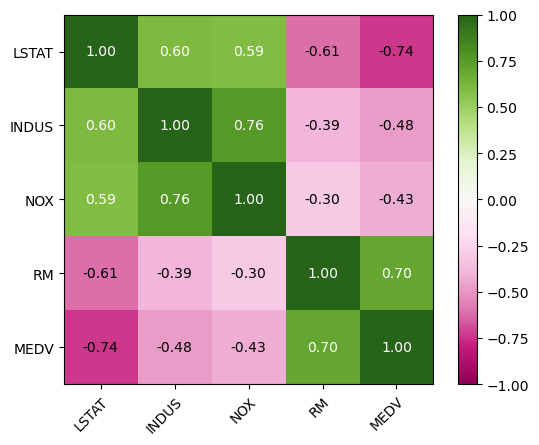 LSTAT 1.00 0.60 0.59 -0.61 -0.74
INDUS 0.60 1.00 0.76 -0.39 -0.48
NOX 0.59 0.76 1.00 -0.30 -0.43
RM -0.61 -0.39 -0.30 1.00 0.70
MEDV -0.74 -0.48 -0.43 0.70 1.00
LSTAT INDUS NOX RM MEDV
1.00
0.75
0.50
0.25
0.00
−0.25
−0.50
−0.75
−1.00